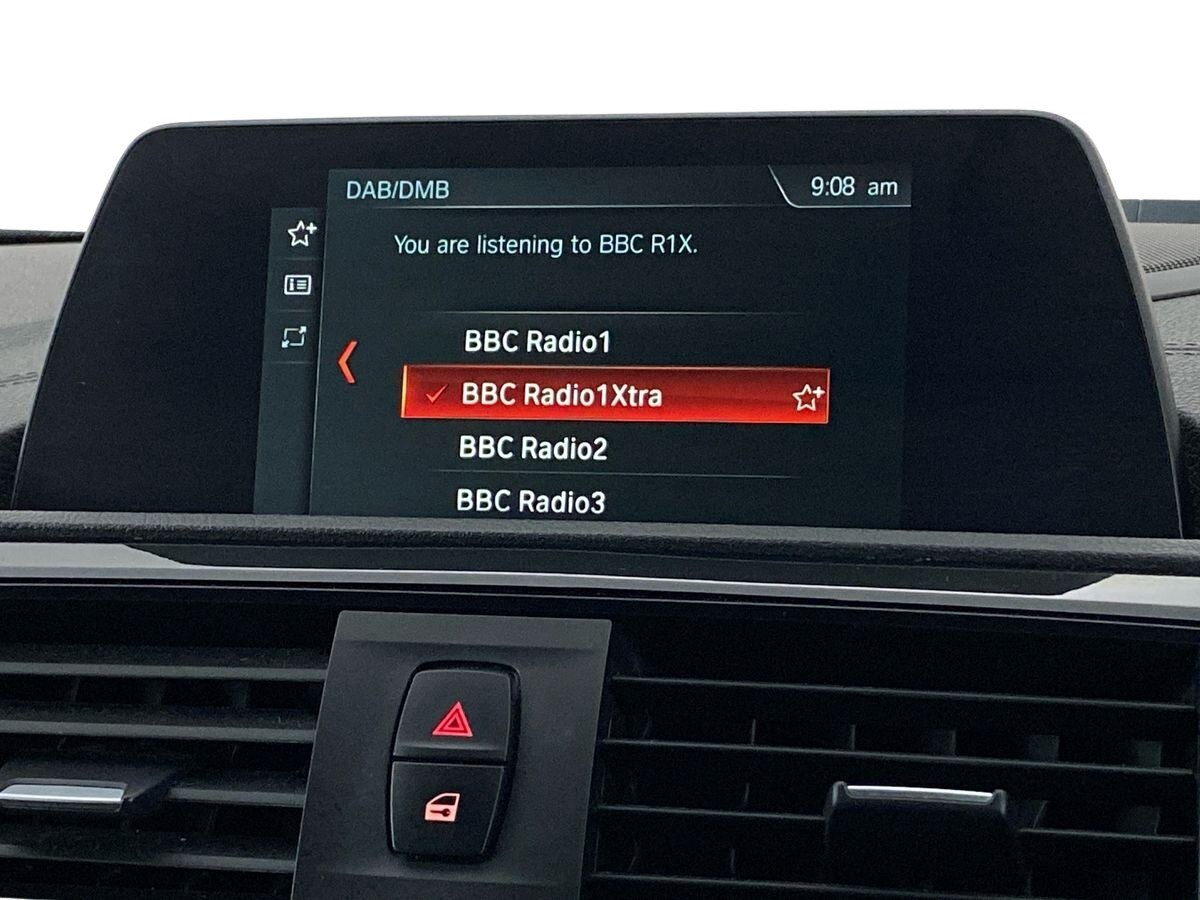 DAB/DMB
9:08 am
You are listening to BBC R1X.
BBC Radio1
BBC Radio1Xtra
BBC Radio2
BBC Radio3